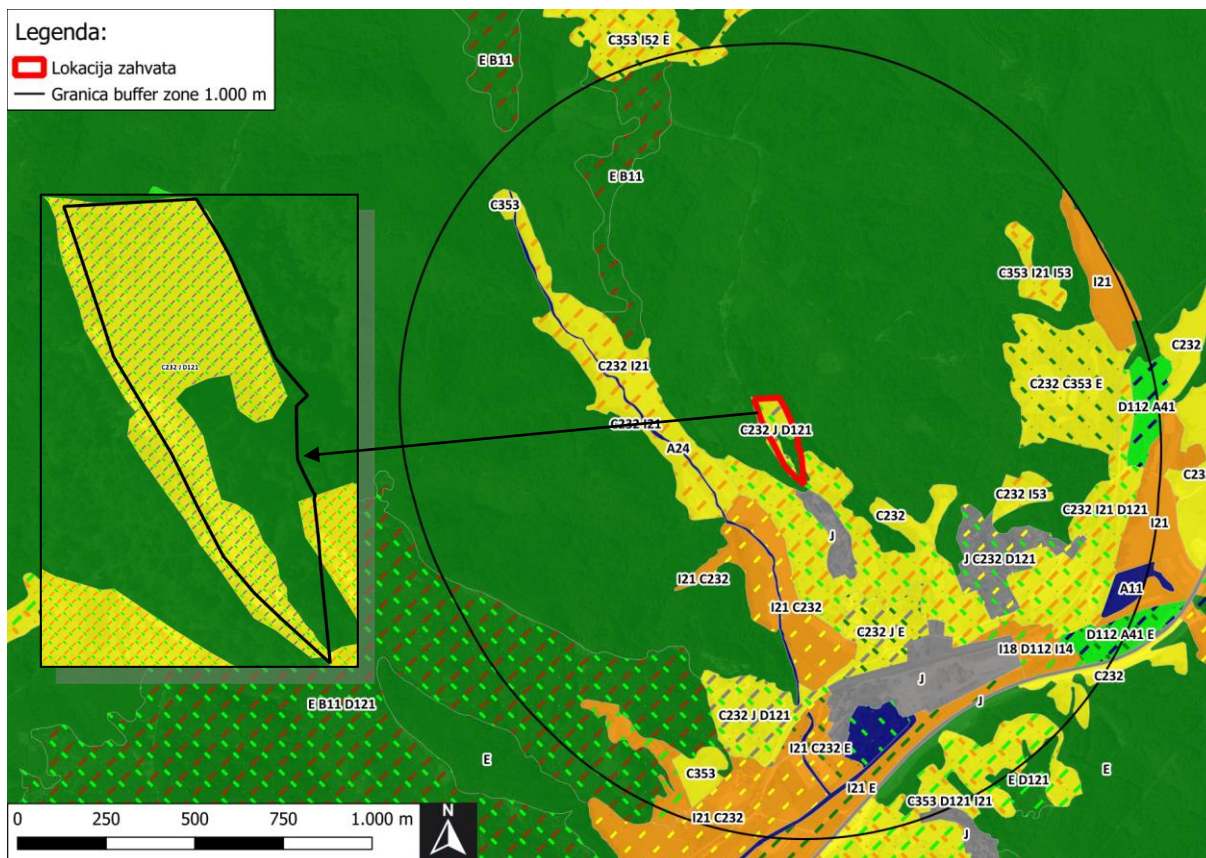 Legenda:
Lokacija zahvata
Granica buffer zone 1.000 m
E B11
C353 I52 E
E B11
C353
C353 I21 I53
I21
C232
C232 I21
C232 C353 E
D112 A41
C232 J D121
C232 J D121
C232 I21
A24
C232 I53
C232
C232 I21 D121
I21
J
J C232 D121
I21 C232
A11
I21 C232
C232 J E
D112 A41 E
I18 D112 I14
C232
J
J
E B11 D121
C232 J D121
I21 C232 E
E
E
C353
E D121
I21 E
C353 D121 I21
I21 C232
J
0 250 500 750 1.000 m
N